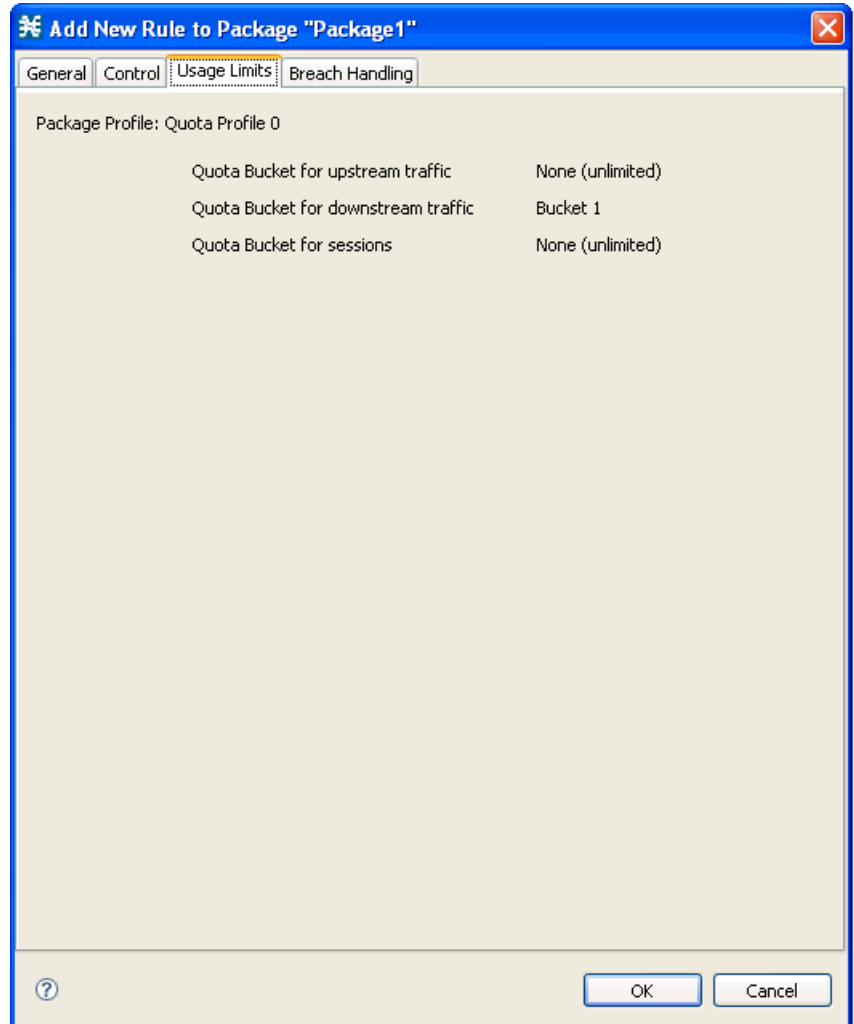 Add New Rule to Package "Package1"
General Control Usage Limits Breach Handling
Package Profile: Quota Profile 0
Quota Bucket for upstream traffic None (unlimited)
Quota Bucket for downstream traffic Bucket 1
Quota Bucket for sessions None (unlimited)
? OK Cancel